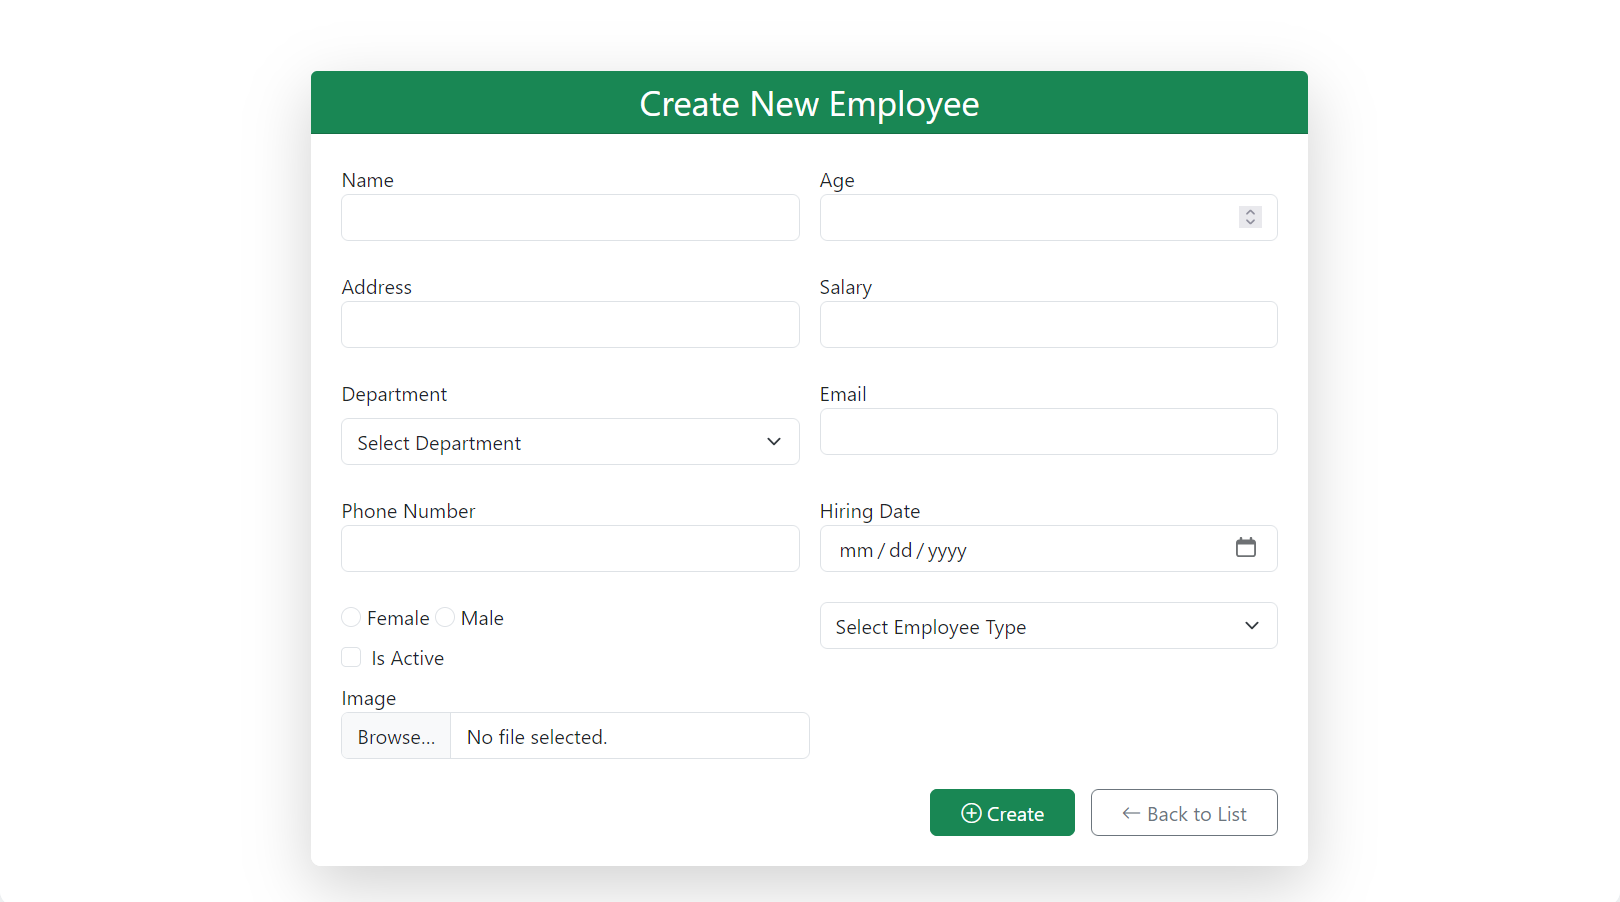 Create New Employee
Name
Age
Address
Salary
Department
Email
Select Department
Phone Number
Hiring Date
mm / dd / yyyy
Female Male
Select Employee Type
Is Active
Image
Browse... No file selected.
Create
Back to List